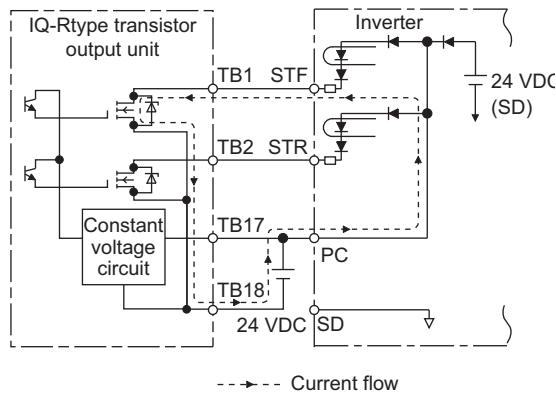 IQ-Rtype transistor
output unit
Inverter
TB1 STF
24 VDC
(SD)
TB2 STR
Constant
voltage
circuit
TB17
PC
TB18
24 VDC
SD
Current flow